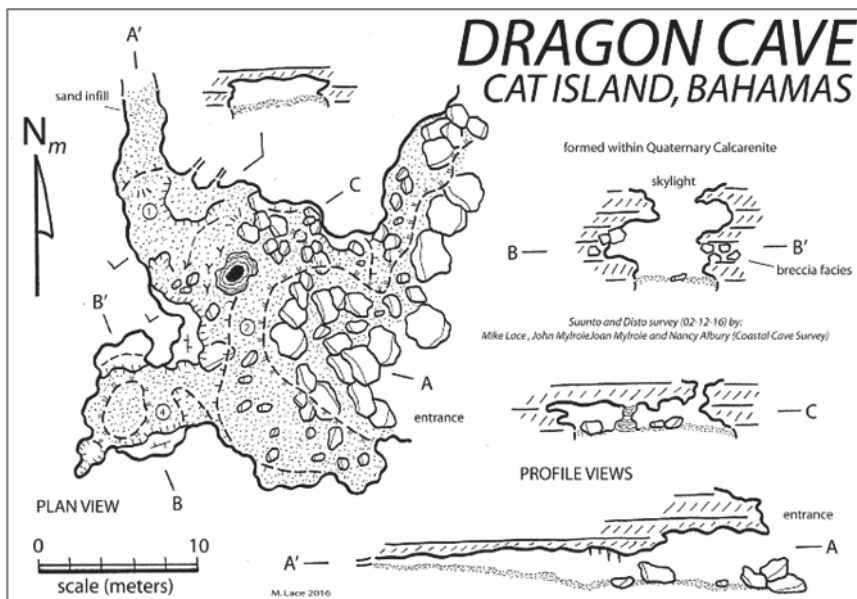 DRAGON CAVE
CAT ISLAND, BAHAMAS
A'
sand infill
N m
C
1
B'
2
A
entrance
4
B
PLAN VIEW
0 10
scale (meters)
M. Lace 2016
formed within Quaternary Calcarenite
skylight
B B'
breccia facies
Suunto and Disto survey (02-12-16) by:
Mike Lace, John MylroieJoan Mylroie and Nancy Albury (Coastal Cave Survey)
C
PROFILE VIEWS
entrance
A' A